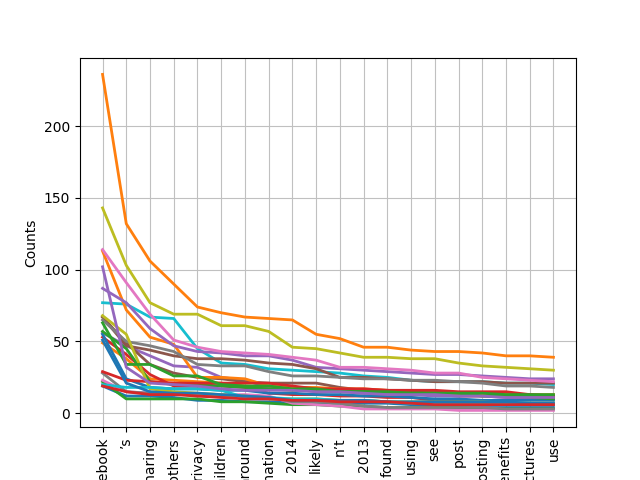 200
150
100
50
0
Counts
ebook
's
haring
others
rivacy
ildren
round
nation
2014
likely
n't
2013
found
using
see
post
osting
enefits
ctures
use